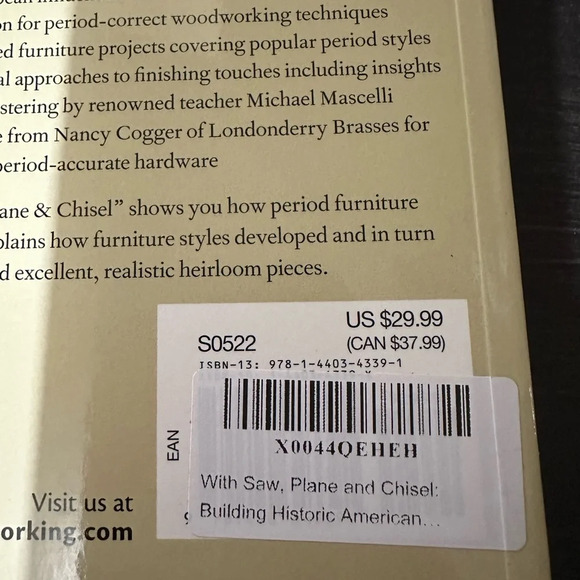 on for period-correct woodworking techniques
ed furniture projects covering popular period styles
al approaches to finishing touches including insights
stering by renowned teacher Michael Mascelli
e from Nancy Cogger of Londonderry Brasses for
period-accurate hardware
ane & Chisel” shows you how period furniture
plains how furniture styles developed and in turn
d excellent, realistic heirloom pieces.
US $29.99
S0522 (CAN $37.99)
ISBN-13: 978-1-4403-4339-1
EAN
X0044QEHEH
With Saw, Plane and Chisel:
Building Historic American...
Visit us at
orking.com